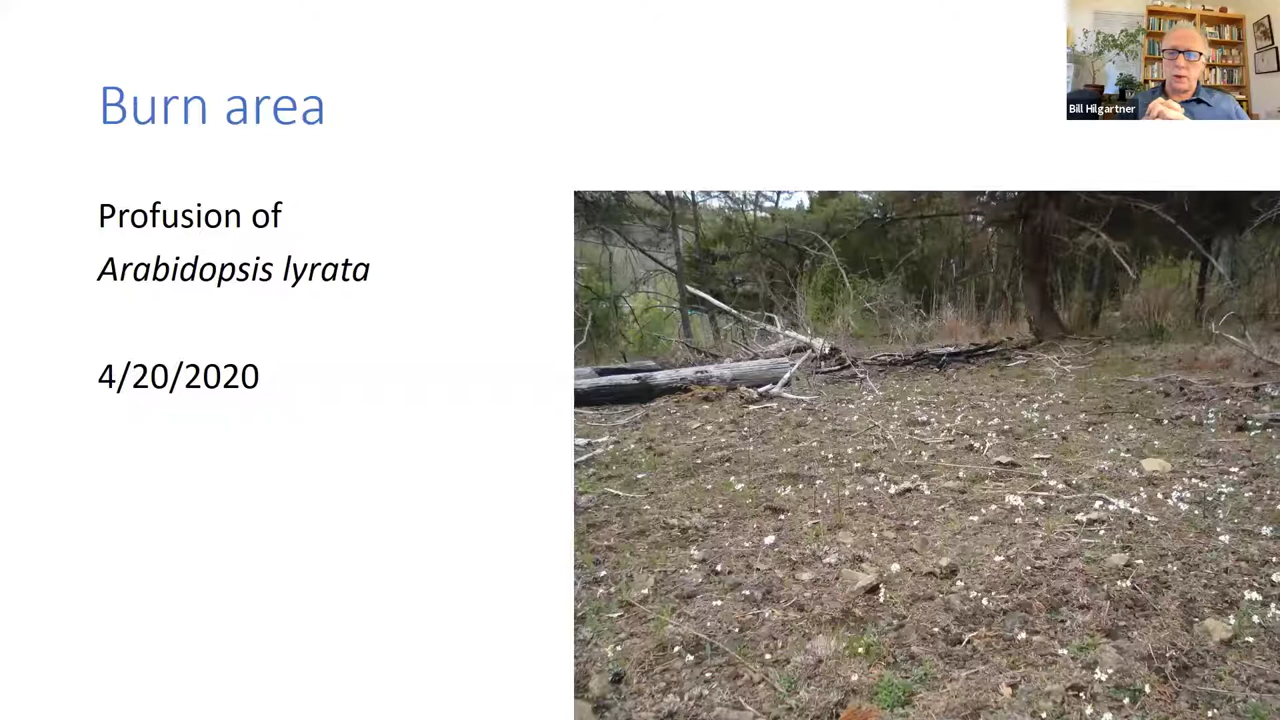 Burn area
Bill Hilgartner
Profusion of
Arabidopsis lyrata
4/20/2020